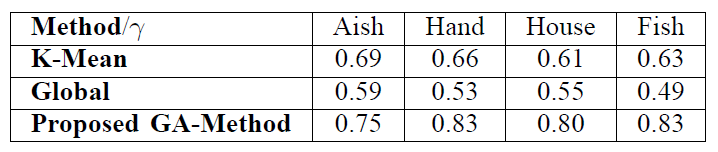 Method/γ Aish Hand House Fish
K-Mean 0.69 0.66 0.61 0.63
Global 0.59 0.53 0.55 0.49
Proposed GA-Method 0.75 0.83 0.80 0.83